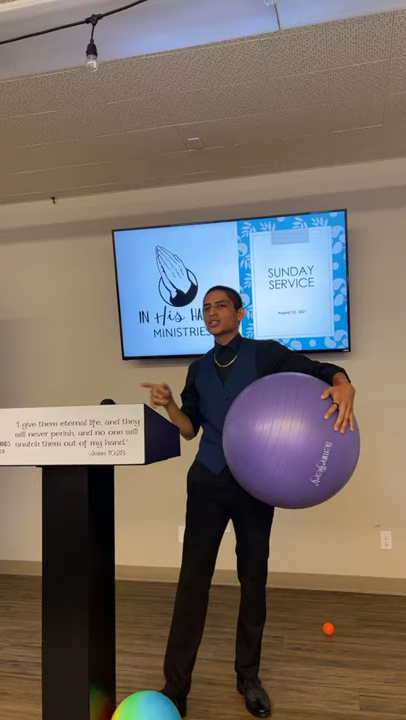 IN His HA
MINISTRIES
SUNDAY
SERVICE
"I give them eternal life, and they
will never perish, and no one will
snatch them out of my hand."
-John 10:28